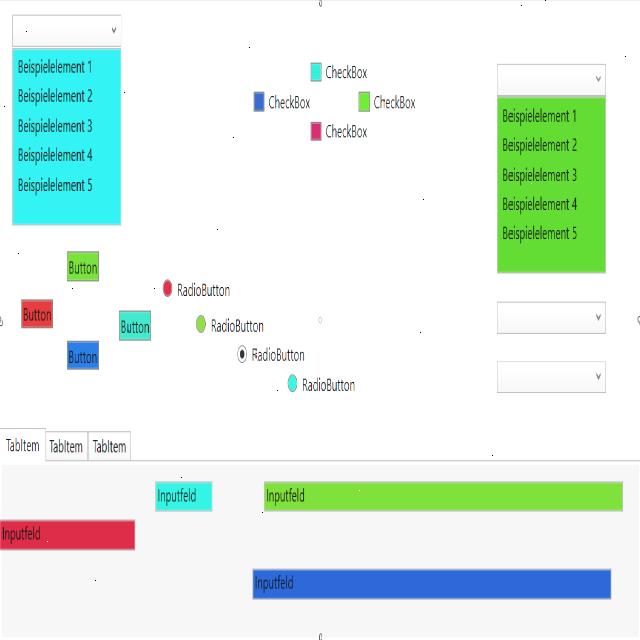 Beispielelement 1
Beispielelement 2
Beispielelement 3
Beispielelement 4
Beispielelement 5
CheckBox
CheckBox
CheckBox
CheckBox
Beispielelement 1
Beispielelement 2
Beispielelement 3
Beispielelement 4
Beispielelement 5
Button
Button
Button
Button
RadioButton
RadioButton
RadioButton
RadioButton
TabItem
TabItem
TabItem
Inputfeld
Inputfeld
Inputfeld
Inputfeld